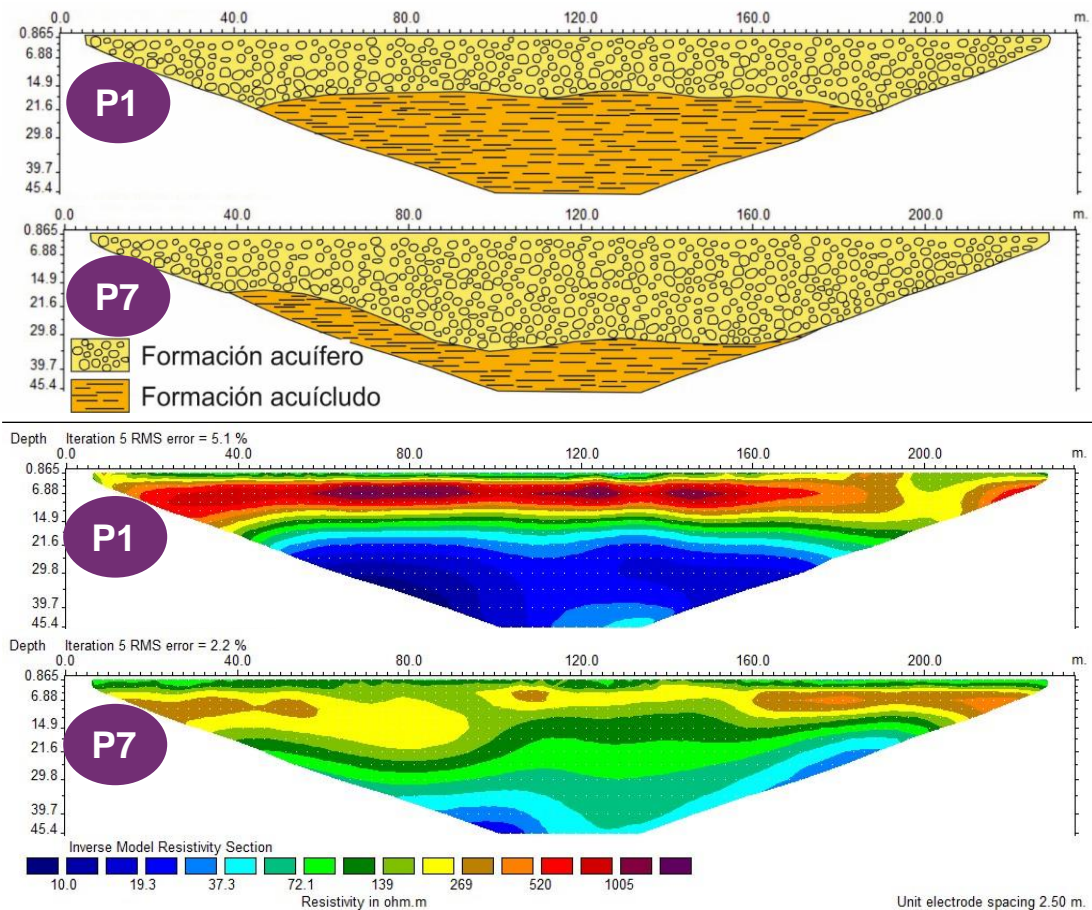 0.0 40.0 80.0 120.0 160.0 200.0 m.
0.865
6.88
14.9
21.6
29.8
39.7
45.4
P1
0.0 40.0 80.0 120.0 160.0 200.0 m.
0.865
6.88
14.9
21.6
29.8
39.7
45.4
P7
Formación acuífero
Formación acuícludo
Depth Iteration 5 RMS error = 5.1 %
0.0 40.0 80.0 120.0 160.0 200.0 m.
0.865
6.88
14.9
21.6
29.8
39.7
45.4
P1
Depth Iteration 5 RMS error = 2.2 %
0.0 40.0 80.0 120.0 160.0 200.0 m.
0.865
6.88
14.9
21.6
29.8
39.7
45.4
P7
Inverse Model Resistivity Section
10.0 19.3 37.3 72.1 139 269 520 1005
Resistivity in ohm.m
Unit electrode spacing 2.50 m.